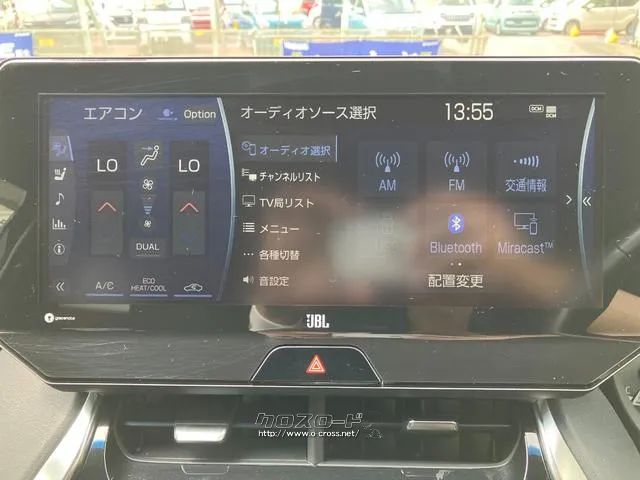 エアコン Option
オーディオソース選択 13:55 DCM
DCM
LO LO
オーディオ選択
チャンネルリスト
TV局リスト
メニュー
各種切替
音設定
AM FM 交通情報
Bluetooth Miracast™
配置変更
DUAL
A/C ECO HEAT/COOL
gracenote
JBL
クロスロード
http://www.o-cross.net/